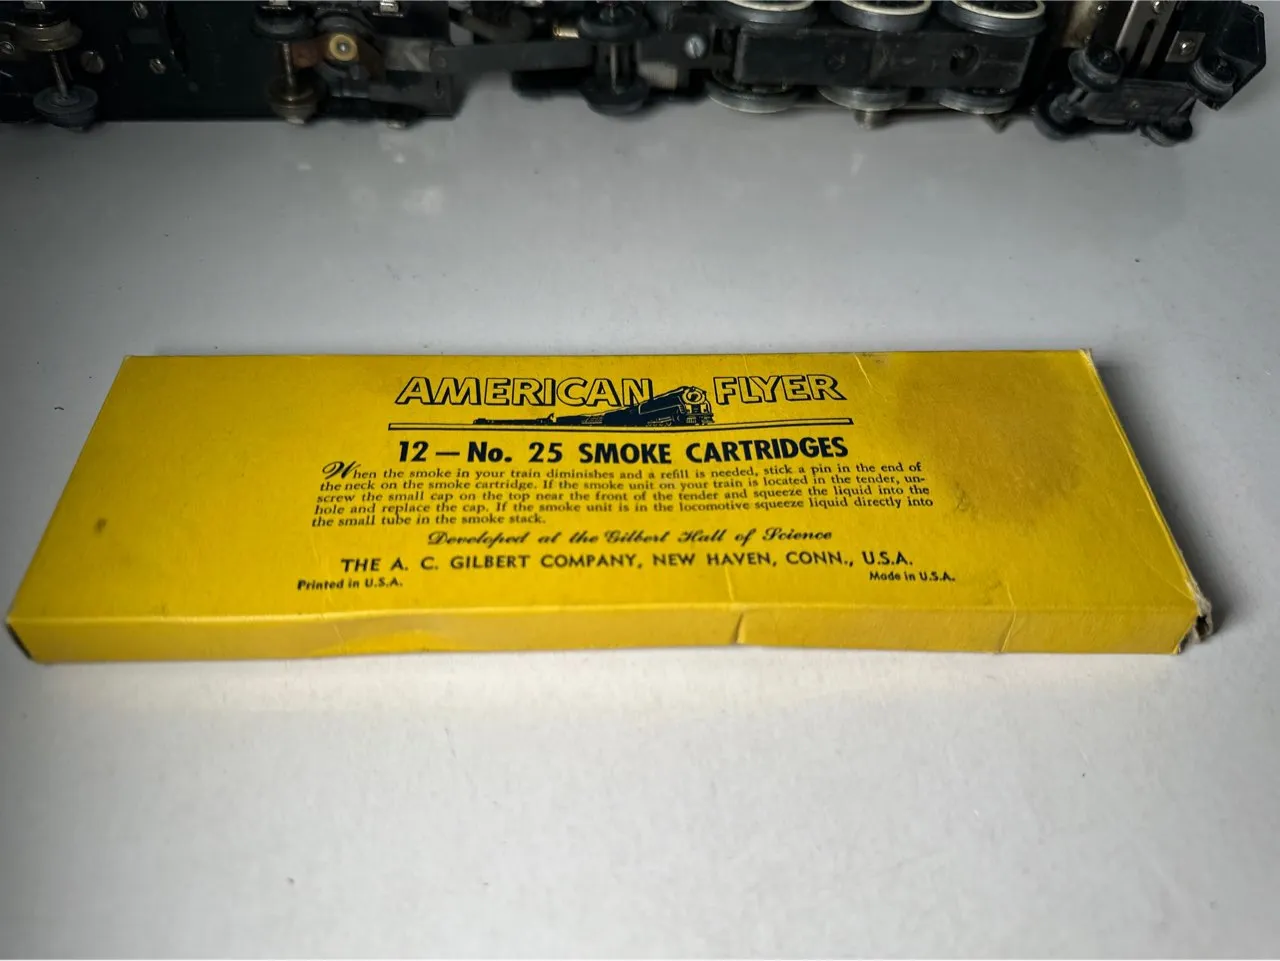 AMERICAN FLYER
12 — No. 25 SMOKE CARTRIDGES
When the smoke in your train diminishes and a refill is needed, stick a pin in the end of
the neck on the smoke cartridge. If the smoke unit on your train is located in the tender, un-
screw the small cap on the top near the front of the tender and squeeze the liquid into the
hole and replace the cap. If the smoke unit is in the locomotive squeeze liquid directly into
the small tube in the smoke stack.
Developed at the Gilbert Hall of Science
THE A. C. GILBERT COMPANY, NEW HAVEN, CONN., U.S.A.
Printed in U.S.A. Made in U.S.A.